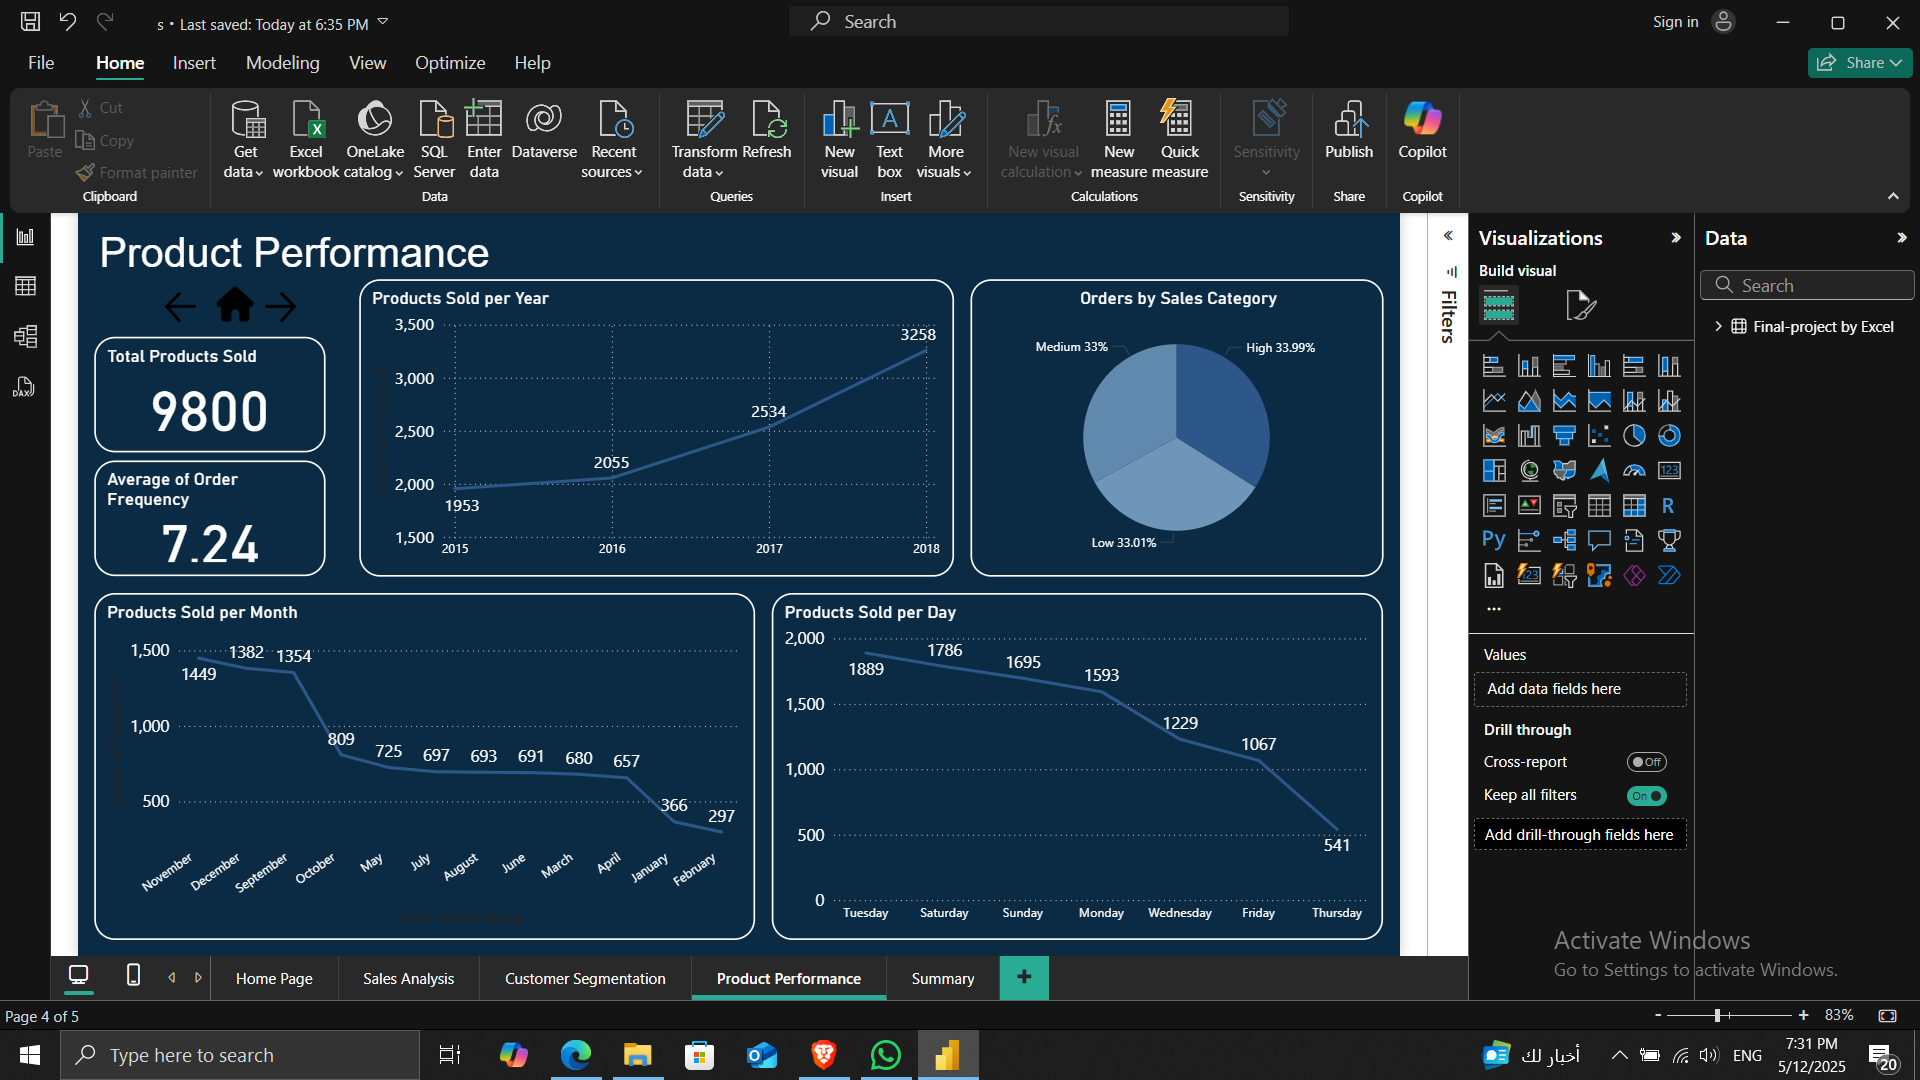 s • Last saved: Today at 6:35 PM
Search
Sign in
File
Home
Insert
Modeling
View
Optimize
Help
Share
Paste
Cut
Copy
Format painter
Clipboard
Get data
Excel workbook
OneLake catalog
SQL Server
Enter data
Dataverse
Recent sources
Data
Transform data
Refresh
Queries
New visual
Text box
More visuals
Insert
New visual calculation
New measure
Quick measure
Calculations
Sensitivity
Sensitivity
Publish
Share
Copilot
Copilot
DAX
Product Performance
Total Products Sold
9800
Average of Order Frequency
7.24
Products Sold per Year
3,500
3,000
2,500
2,000
1,500
1953
2055
2534
3258
2015
2016
2017
2018
Orders by Sales Category
Medium 33%
High 33.99%
Low 33.01%
Products Sold per Month
1,500
1,000
500
1449
1382
1354
809
725
697
693
691
680
657
366
297
November
December
September
October
May
July
August
June
March
April
January
February
Products Sold per Day
2,000
1,500
1,000
500
0
1889
1786
1695
1593
1229
1067
541
Tuesday
Saturday
Sunday
Monday
Wednesday
Friday
Thursday
Filters
Visualizations
Build visual
123
R
Py
123
Values
Add data fields here
Drill through
Cross-report
Off
Keep all filters
On
Add drill-through fields here
Data
Search
Final-project by Excel
Activate Windows
Go to Settings to activate Windows.
Home Page
Sales Analysis
Customer Segmentation
Product Performance
Summary
+
Page 4 of 5
- + 83%
Type here to search
أخبار لك
ENG
7:31 PM
5/12/2025
20